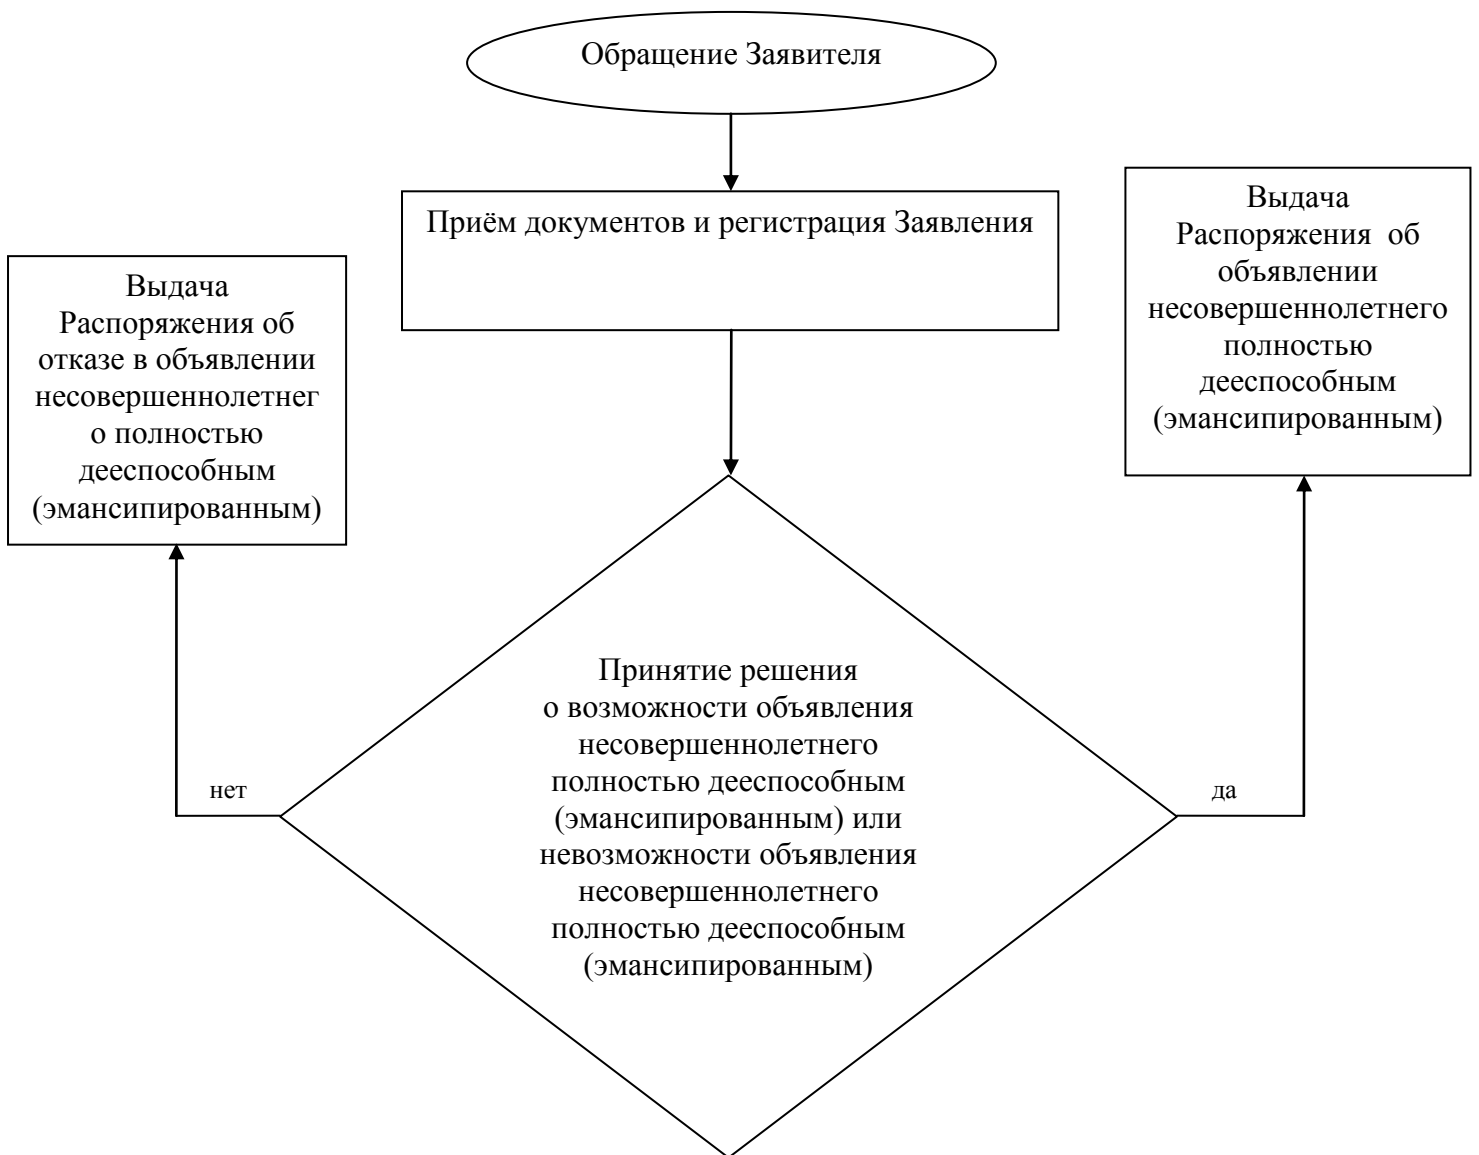 Обращение Заявителя
Приём документов и регистрация Заявления
Выдача
Распоряжения об
объявлении
несовершеннолетнего
полностью
дееспособным
(эмансипированным)
Выдача
Распоряжения об
отказе в объявлении
несовершеннолетнег
о полностью
дееспособным
(эмансипированным)
Принятие решения
о возможности объявления
несовершеннолетнего
полностью дееспособным
(эмансипированным) или
невозможности объявления
несовершеннолетнего
полностью дееспособным
(эмансипированным)
нет
да